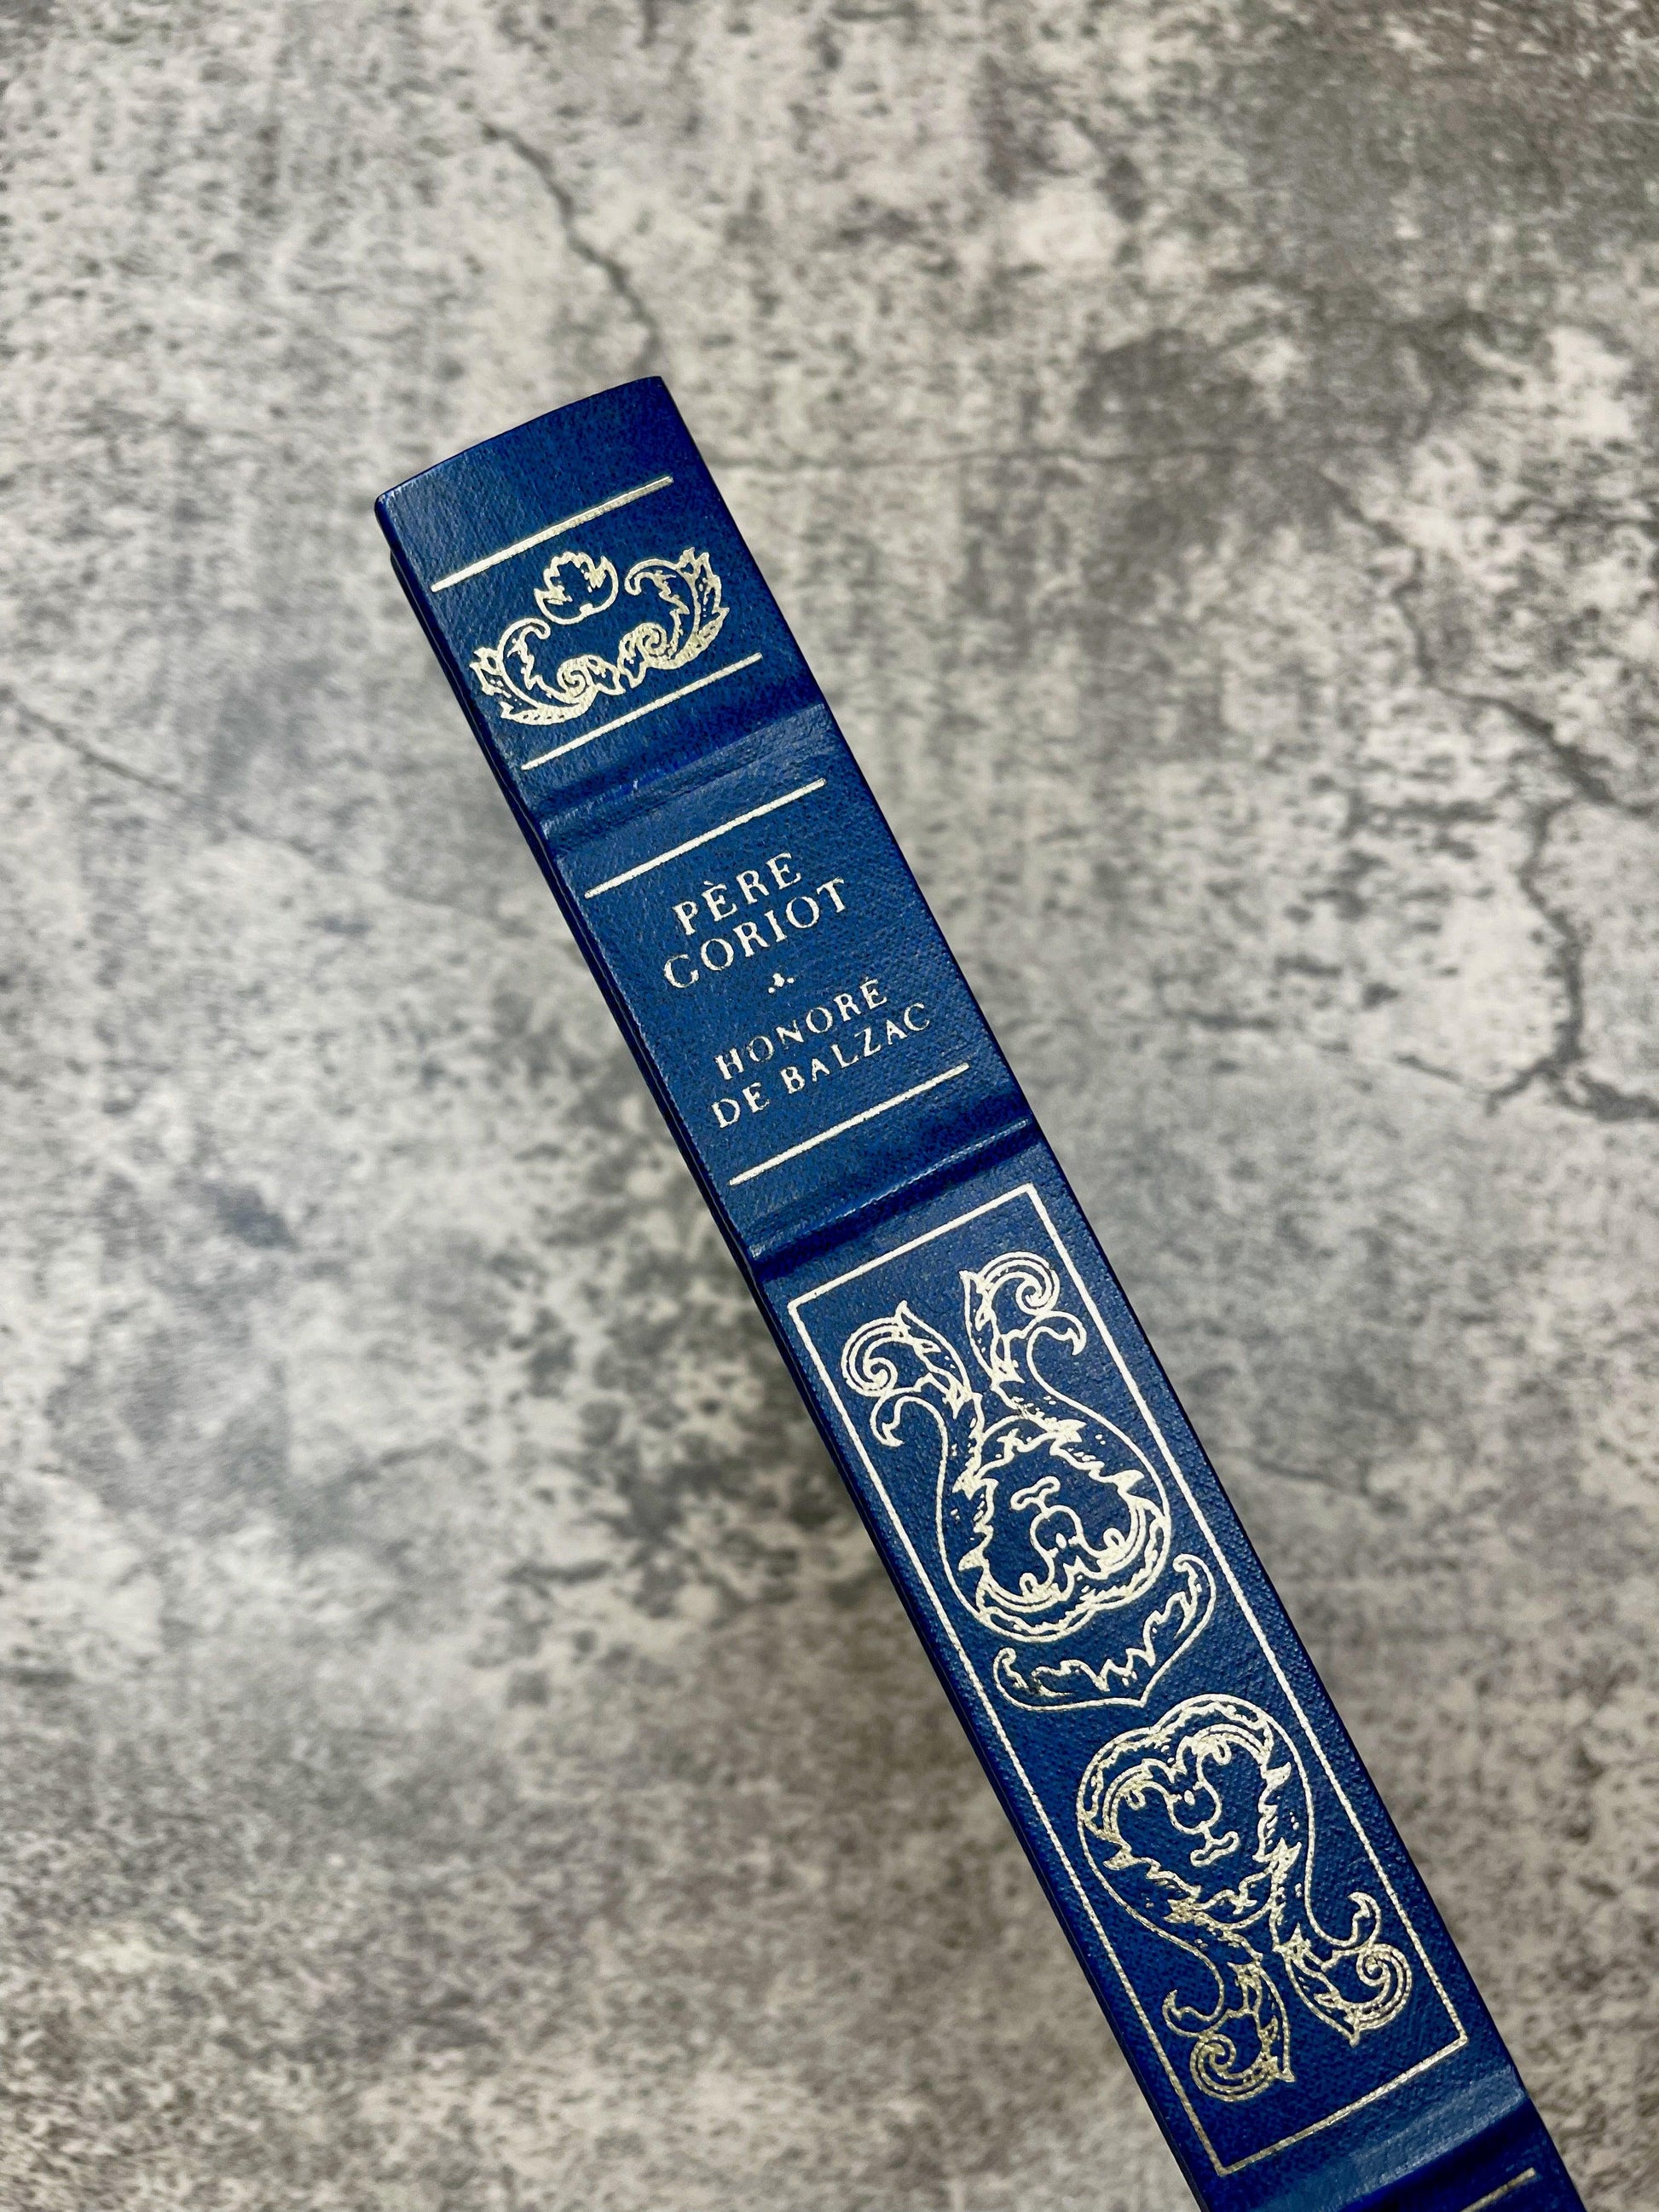 PÈRE
GORIOT
HONORÉ
DE BALZAC